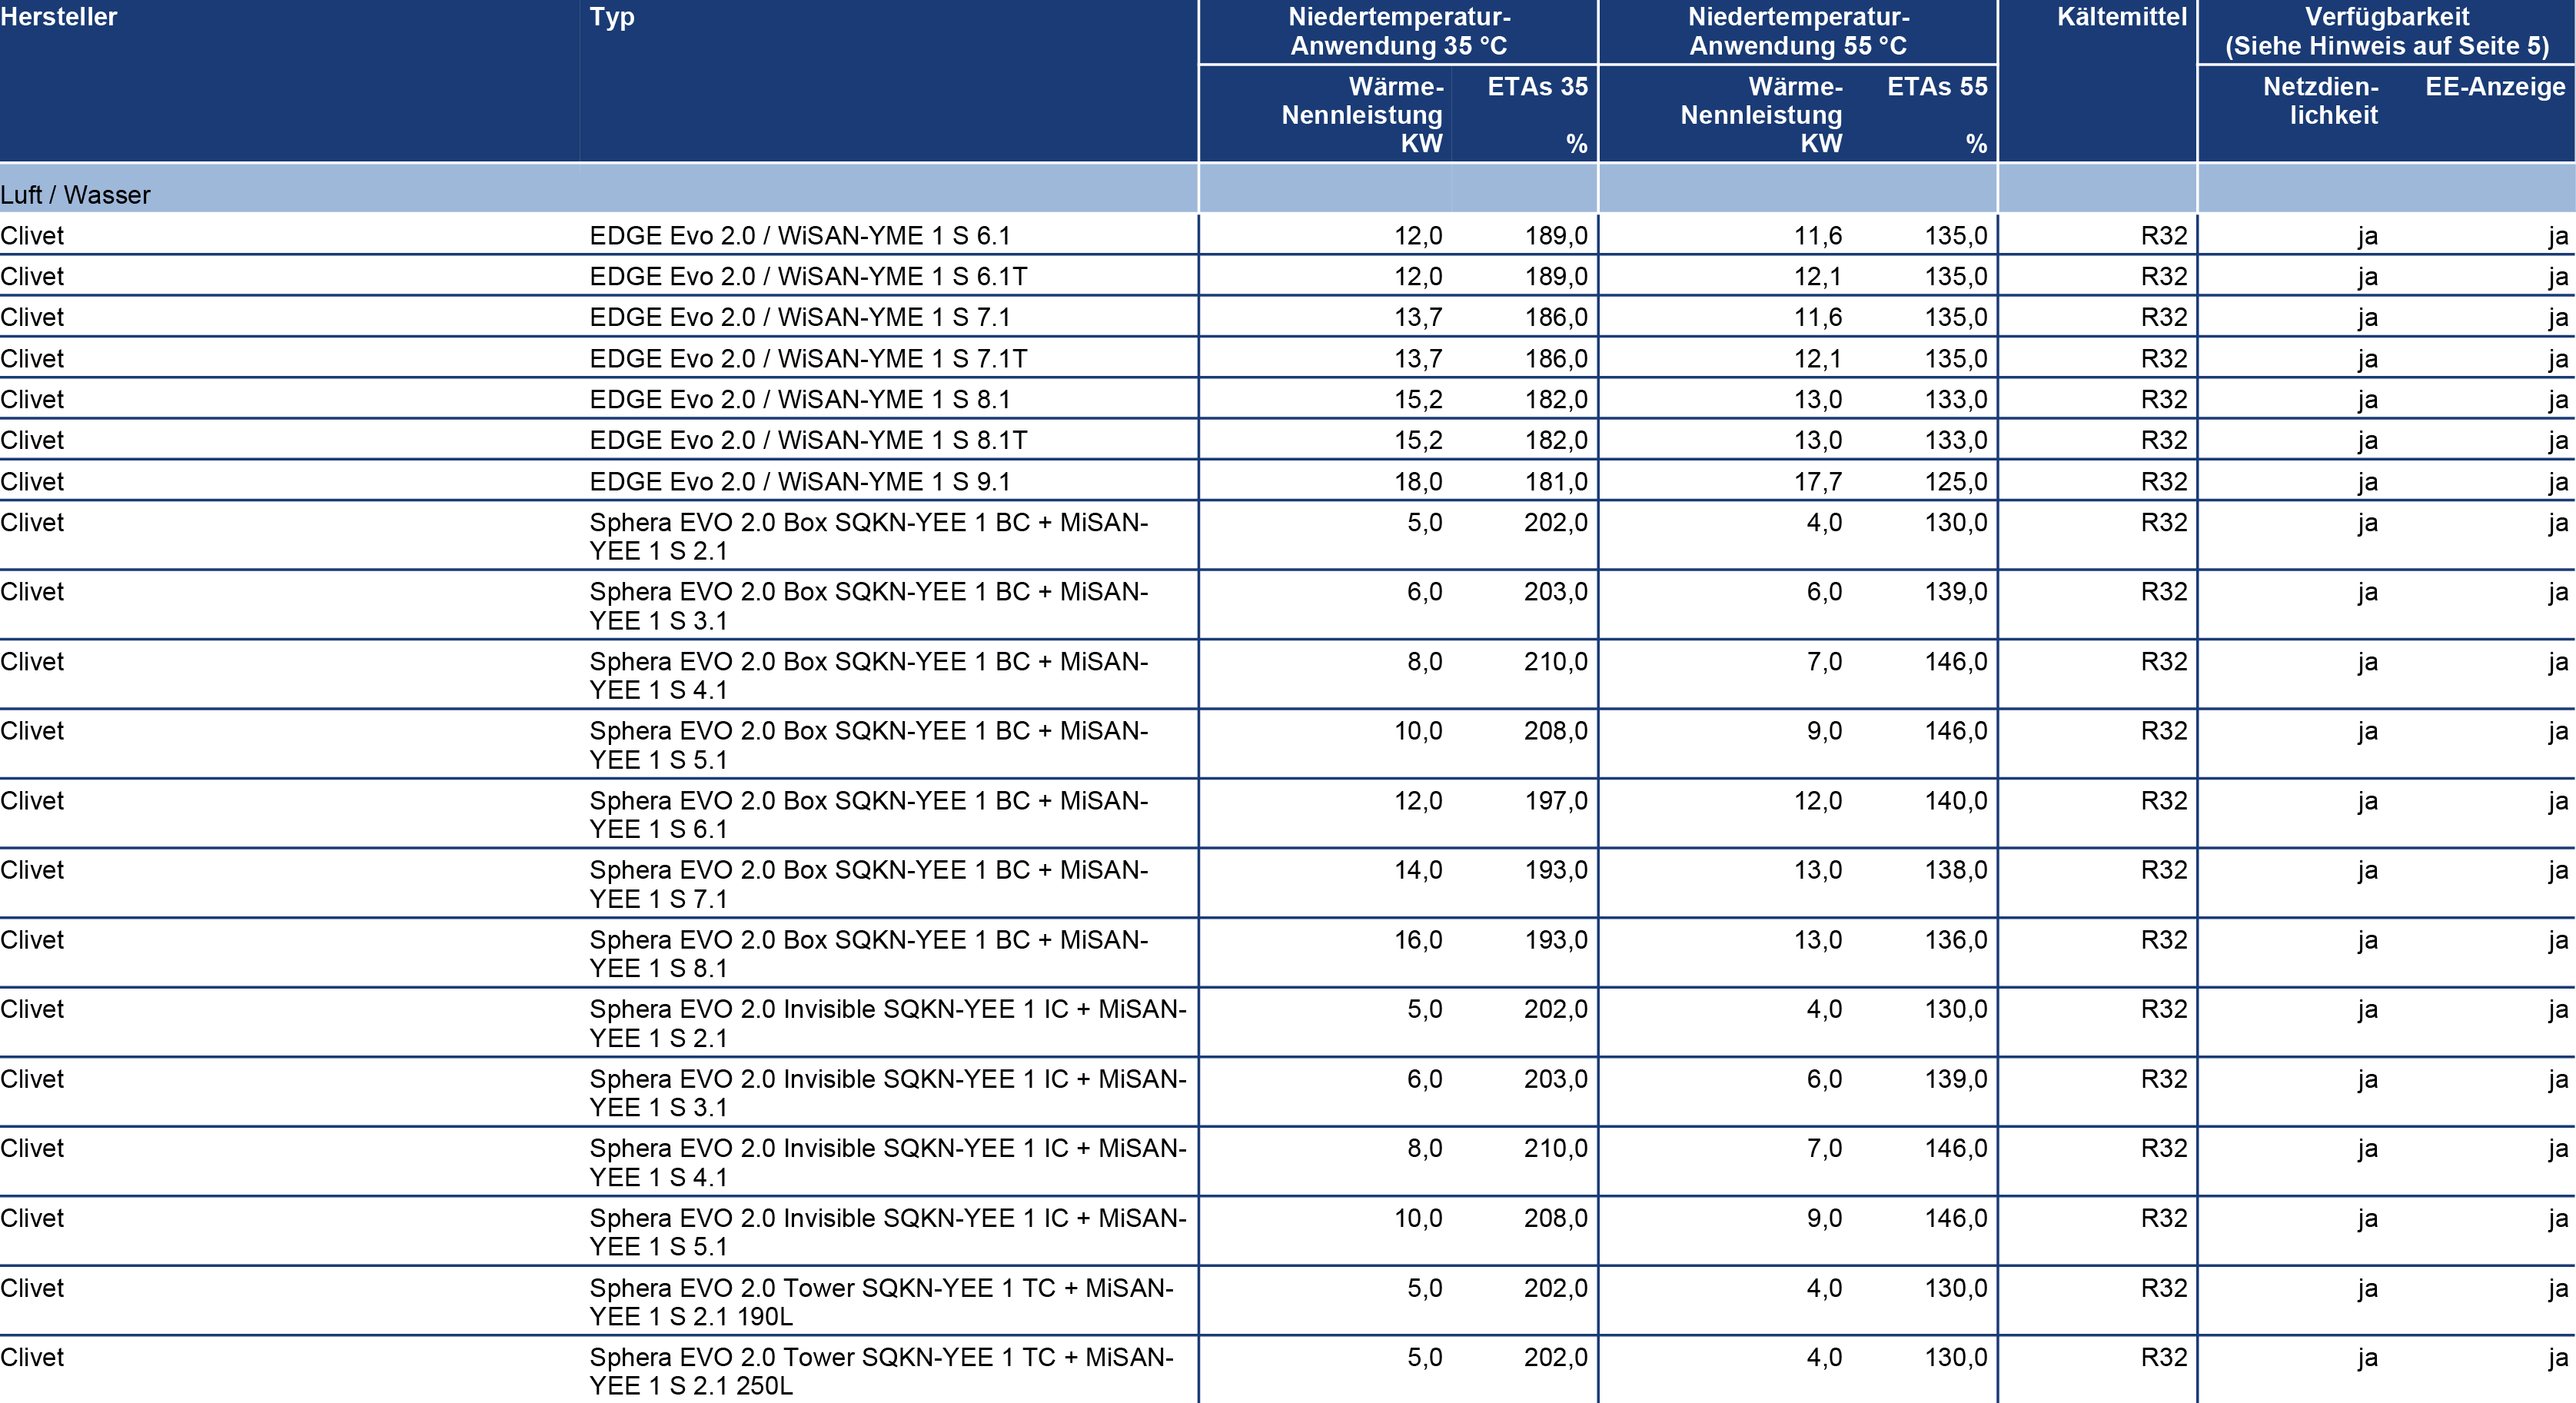 Hersteller Typ Niedertemperatur- Niedertemperatur- Kältemittel Verfügbarkeit
Anwendung 35 °C Anwendung 55 °C (Siehe Hinweis auf Seite 5)
Wärme- ETAs 35 Wärme- ETAs 55 Netzdien- EE-Anzeige
Nennleistung Nennleistung lichkeit
KW % KW %
Luft / Wasser
Clivet EDGE Evo 2.0 / WiSAN-YME 1 S 6.1 12,0 189,0 11,6 135,0 R32 ja ja
Clivet EDGE Evo 2.0 / WiSAN-YME 1 S 6.1T 12,0 189,0 12,1 135,0 R32 ja ja
Clivet EDGE Evo 2.0 / WiSAN-YME 1 S 7.1 13,7 186,0 11,6 135,0 R32 ja ja
Clivet EDGE Evo 2.0 / WiSAN-YME 1 S 7.1T 13,7 186,0 12,1 135,0 R32 ja ja
Clivet EDGE Evo 2.0 / WiSAN-YME 1 S 8.1 15,2 182,0 13,0 133,0 R32 ja ja
Clivet EDGE Evo 2.0 / WiSAN-YME 1 S 8.1T 15,2 182,0 13,0 133,0 R32 ja ja
Clivet EDGE Evo 2.0 / WiSAN-YME 1 S 9.1 18,0 181,0 17,7 125,0 R32 ja ja
Clivet Sphera EVO 2.0 Box SQKN-YEE 1 BC + MiSAN- 5,0 202,0 4,0 130,0 R32 ja ja
YEE 1 S 2.1
Clivet Sphera EVO 2.0 Box SQKN-YEE 1 BC + MiSAN- 6,0 203,0 6,0 139,0 R32 ja ja
YEE 1 S 3.1
Clivet Sphera EVO 2.0 Box SQKN-YEE 1 BC + MiSAN- 8,0 210,0 7,0 146,0 R32 ja ja
YEE 1 S 4.1
Clivet Sphera EVO 2.0 Box SQKN-YEE 1 BC + MiSAN- 10,0 208,0 9,0 146,0 R32 ja ja
YEE 1 S 5.1
Clivet Sphera EVO 2.0 Box SQKN-YEE 1 BC + MiSAN- 12,0 197,0 12,0 140,0 R32 ja ja
YEE 1 S 6.1
Clivet Sphera EVO 2.0 Box SQKN-YEE 1 BC + MiSAN- 14,0 193,0 13,0 138,0 R32 ja ja
YEE 1 S 7.1
Clivet Sphera EVO 2.0 Box SQKN-YEE 1 BC + MiSAN- 16,0 193,0 13,0 136,0 R32 ja ja
YEE 1 S 8.1
Clivet Sphera EVO 2.0 Invisible SQKN-YEE 1 IC + MiSAN- 5,0 202,0 4,0 130,0 R32 ja ja
YEE 1 S 2.1
Clivet Sphera EVO 2.0 Invisible SQKN-YEE 1 IC + MiSAN- 6,0 203,0 6,0 139,0 R32 ja ja
YEE 1 S 3.1
Clivet Sphera EVO 2.0 Invisible SQKN-YEE 1 IC + MiSAN- 8,0 210,0 7,0 146,0 R32 ja ja
YEE 1 S 4.1
Clivet Sphera EVO 2.0 Invisible SQKN-YEE 1 IC + MiSAN- 10,0 208,0 9,0 146,0 R32 ja ja
YEE 1 S 5.1
Clivet Sphera EVO 2.0 Tower SQKN-YEE 1 TC + MiSAN- 5,0 202,0 4,0 130,0 R32 ja ja
YEE 1 S 2.1 190L
Clivet Sphera EVO 2.0 Tower SQKN-YEE 1 TC + MiSAN- 5,0 202,0 4,0 130,0 R32 ja ja
YEE 1 S 2.1 250L